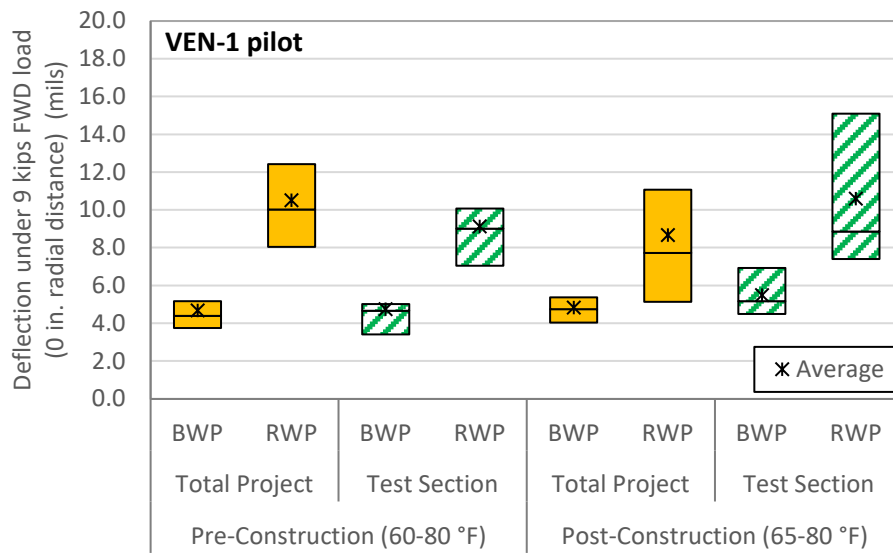 VEN-1 pilot
Deflection under 9 kips FWD load
(0 in. radial distance) (mils)
20.0
18.0
16.0
14.0
12.0
10.0
8.0
6.0
4.0
2.0
0.0
Average
BWP RWP BWP RWP BWP RWP BWP RWP
Total Project Test Section Total Project Test Section
Pre-Construction (60-80 °F) Post-Construction (65-80 °F)